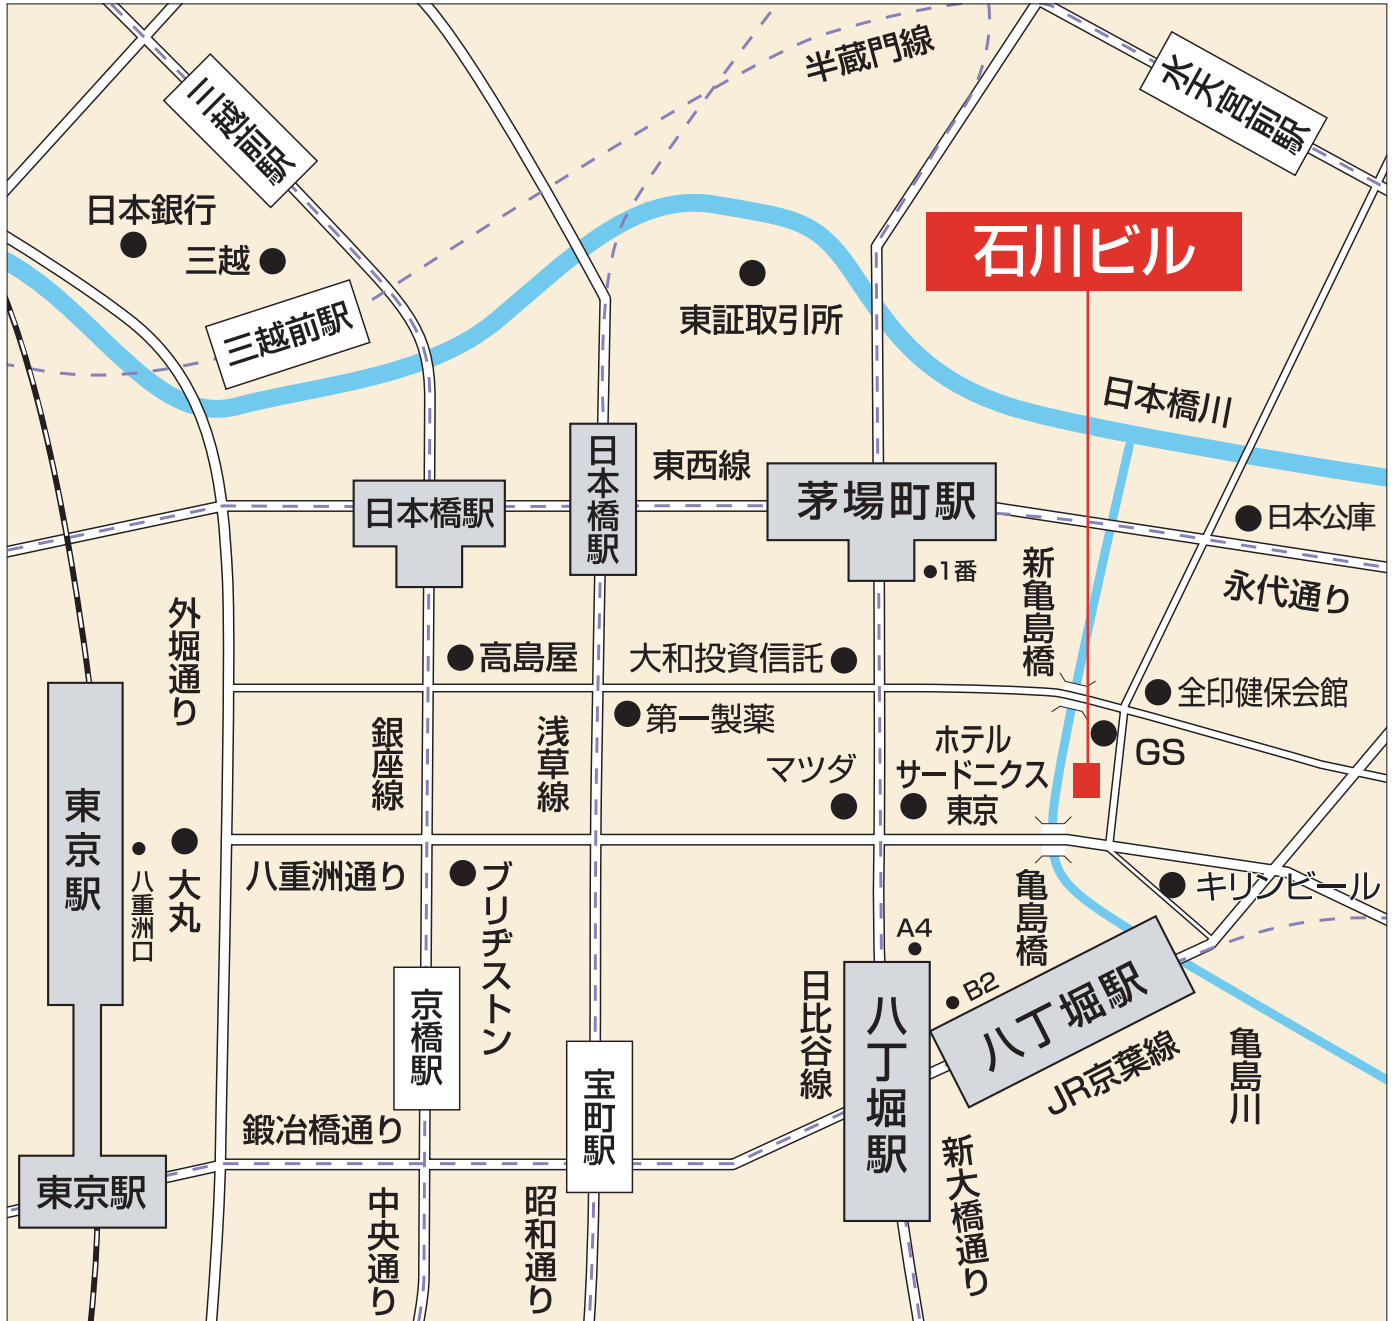 半蔵門線
水天宮前駅
三越前駅
日本銀行
三越
石川ビル
三越前駅
東証取引所
日本橋川
日本橋駅
東西線
茅場町駅
日本橋駅
日本公庫
1番
新亀島橋
永代通り
外堀通り
高島屋
大和投資信託
全印健保会館
銀座線
浅草線
第一製薬
ホテル
サードニクス
東京
GS
マツダ
東京駅
八重洲口
大丸
八重洲通り
ブリヂストン
亀島橋
キリンビール
A4
B2
京橋駅
日比谷線
八丁堀駅
八丁堀駅
JR京葉線
亀島川
宝町駅
鍛冶橋通り
新大橋通り
東京駅
中央通り
昭和通り